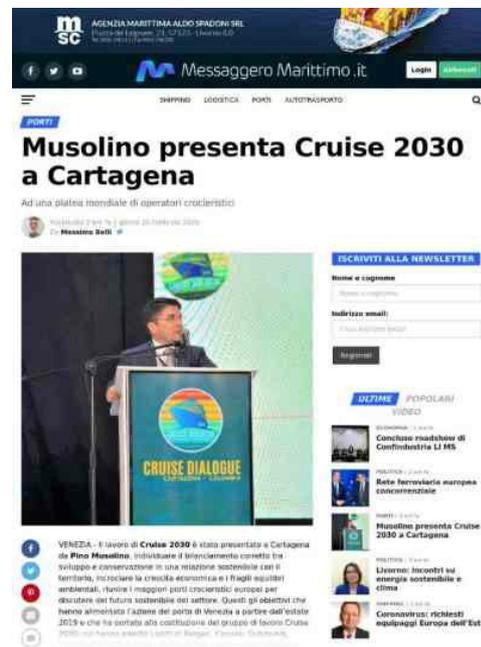 msc
AGENZIA MARITTIMA ALDO SPADONI SRL
Messaggero Marittimo.it
Login
Abbonati
SHIPPING LOGISTICA PORTI AUTOTRASPORTO
PORTI
Musolino presenta Cruise 2030
a Cartagena
Ad una platea mondiale di operatori crocieristici
Da Massimo Belli
CRUISE DIALOGUE
CARTAGENA - COLOMBIA
ISCRIVITI ALLA NEWSLETTER
Nome e cognome
Nome e cognome
Indirizzo email:
Registrati
ULTIME POPOLARI
VIDEO
Concluso roadshow di
Confindustria LI MS
Rete ferroviaria europea
concorrenziale
Musolino presenta Cruise
2030 a Cartagena
Livorno: incontri su
energia sostenibile e
clima
Coronavirus: richiesti
equipaggi Europa dell'Est
VENEZIA - Il lavoro di Cruise 2030 è stato presentato a Cartagena
da Pino Musolino. Individuare il bilanciamento corretto tra
sviluppo e conservazione in una relazione sostenibile con il
territorio, incrociare la crescita economica e i fragili equilibri
ambientali, riunire i maggiori porti crocieristici europei per
discutere del futuro sostenibile del settore. Questi gli obiettivi che
hanno alimentato l'azione del porto di Venezia a partire dall'estate
2019 e che ha portato alla costituzione del gruppo di lavoro Cruise